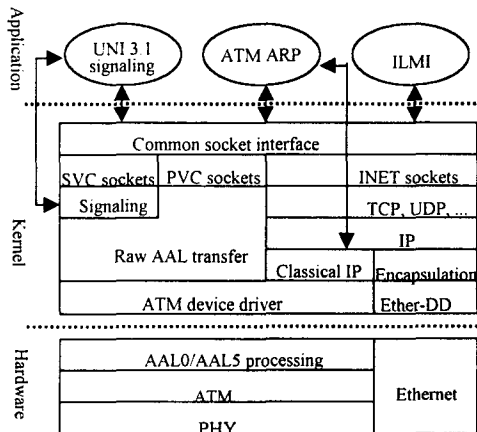 Application
UNI 3.1
signaling
ATM ARP
ILMI
Kernel
Common socket interface
SVC sockets
PVC sockets
INET sockets
Signaling
TCP, UDP, ...
IP
Raw AAL transfer
Classical IP
Encapsulation
ATM device driver
Ether-DD
Hardware
AAL0/AAL5 processing
ATM
Ethernet
PHY